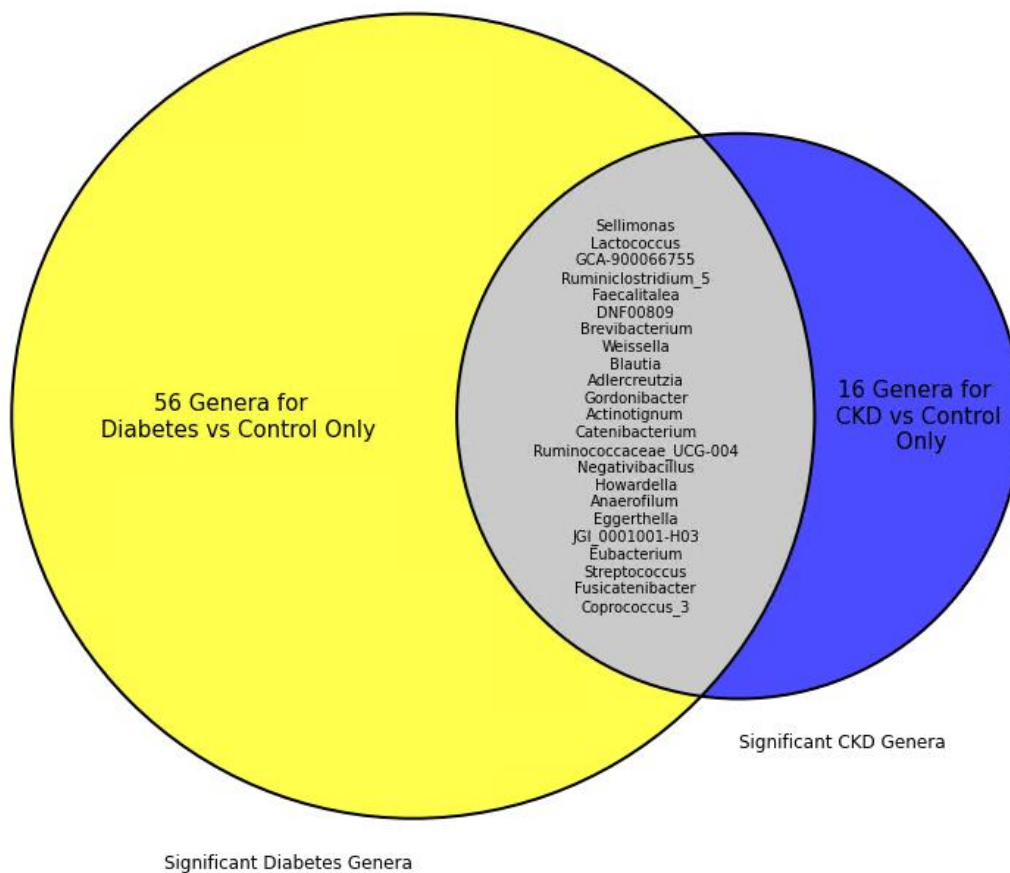 56 Genera for
Diabetes vs Control Only
Sellimonas
Lactococcus
GCA-900066755
Ruminiclostridium_5
Faecalitalea
DNF00809
Brevibacterium
Weissella
Blautia
Adlercreutzia
Gordonibacter
Actinotignum
Catenibacterium
Ruminococcaceae_UCG-004
Negativibacillus
Howardella
Anaerofilum
Eggerthella
JGI_0001001-H03
Eubacterium
Streptococcus
Fusicatenibacter
Coprococcus_3
16 Genera for
CKD vs Control
Only
Significant CKD Genera
Significant Diabetes Genera